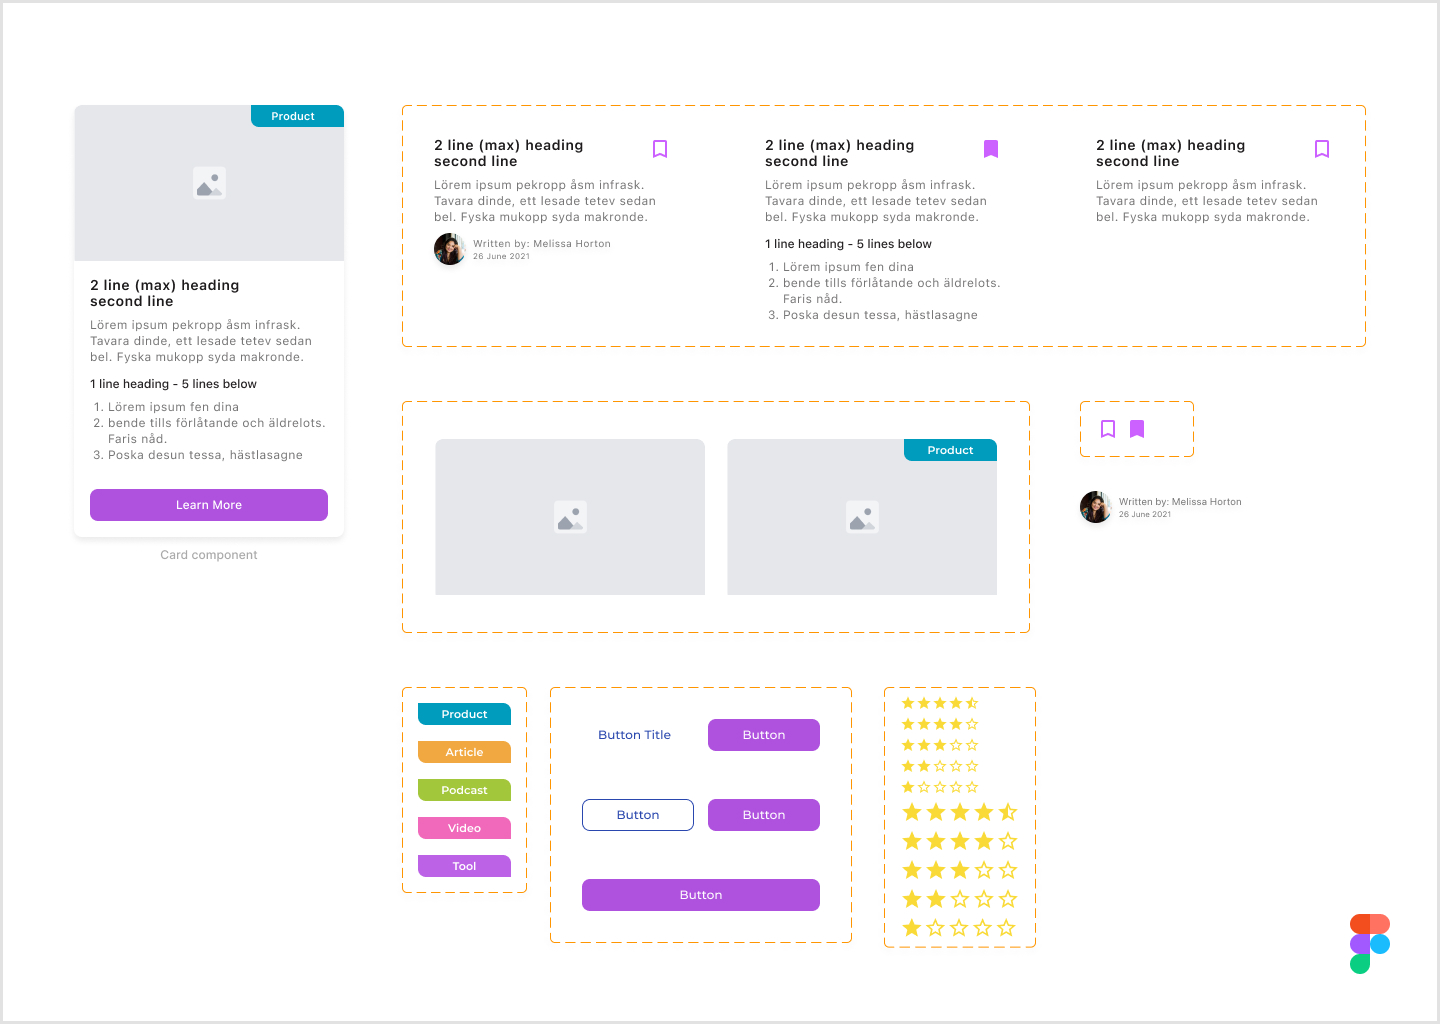 Product
2 line (max) heading
second line
Lörem ipsum pekropp åsm infrask.
Tavara dinde, ett lesade tetev sedan
bel. Fyska mukopp syda makronde.
1 line heading - 5 lines below
1. Lörem ipsum fen dina
2. bende tills förlåtande och äldrelots.
Faris nåd.
3. Poska desun tessa, hästlasagne
Learn More
Card component
2 line (max) heading
second line
Lörem ipsum pekropp åsm infrask.
Tavara dinde, ett lesade tetev sedan
bel. Fyska mukopp syda makronde.
Written by: Melissa Horton
26 June 2021
2 line (max) heading
second line
Lörem ipsum pekropp åsm infrask.
Tavara dinde, ett lesade tetev sedan
bel. Fyska mukopp syda makronde.
1 line heading - 5 lines below
1. Lörem ipsum fen dina
2. bende tills förlåtande och äldrelots.
Faris nåd.
3. Poska desun tessa, hästlasagne
2 line (max) heading
second line
Lörem ipsum pekropp åsm infrask.
Tavara dinde, ett lesade tetev sedan
bel. Fyska mukopp syda makronde.
Product
Written by: Melissa Horton
26 June 2021
Product
Article
Podcast
Video
Tool
Button Title
Button
Button
Button
Button